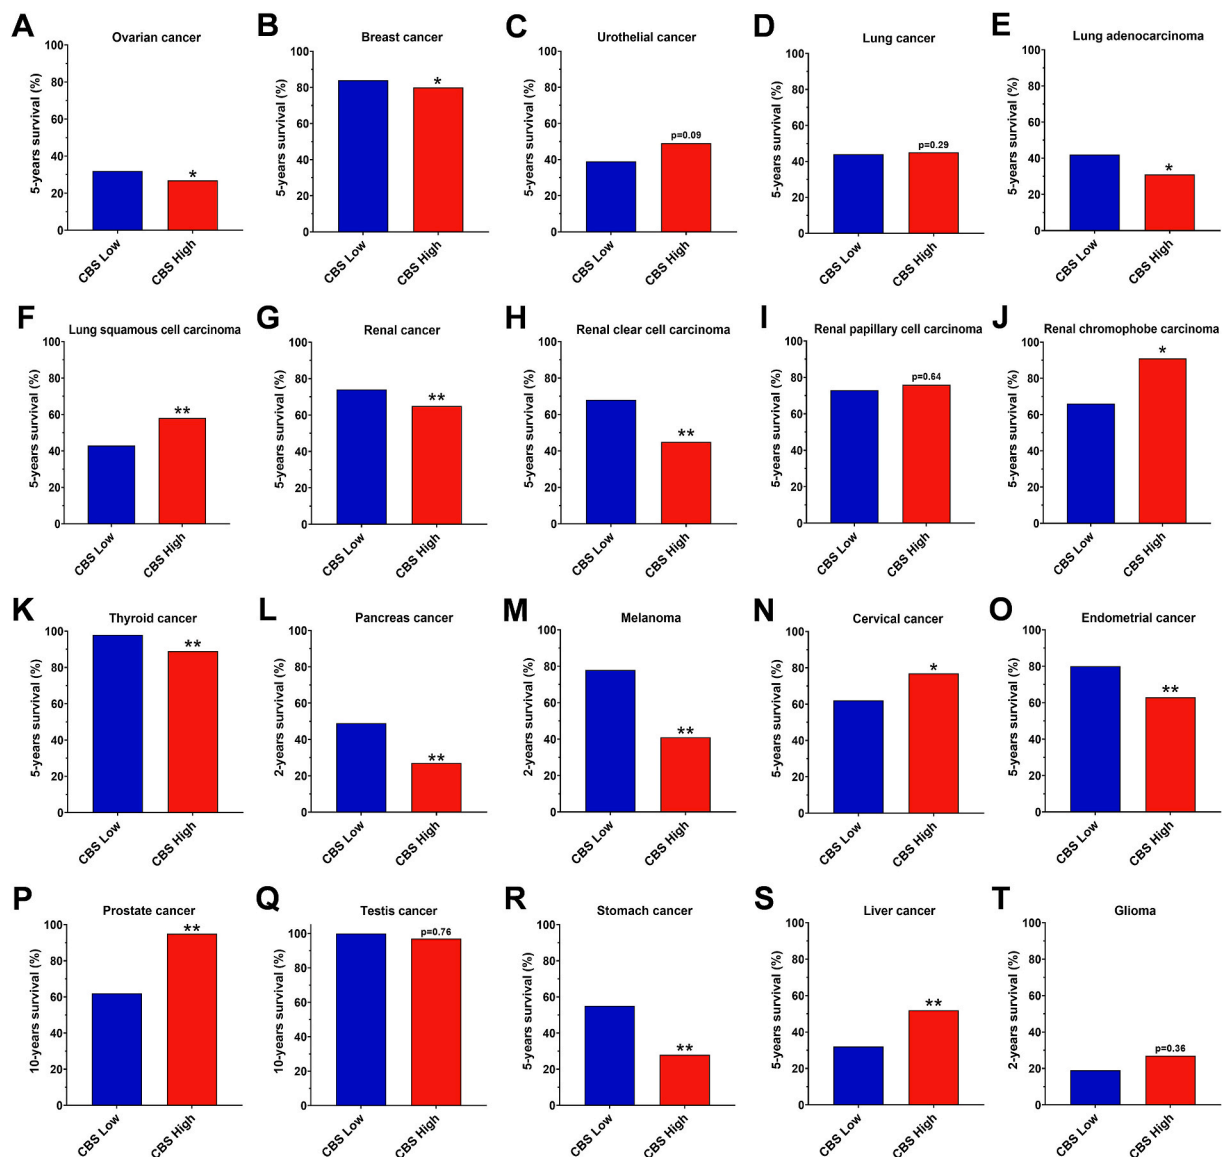 A
Ovarian cancer
5-years survival (%)
100
80
60
40
20
0
*
CBS Low
CBS High
B
Breast cancer
5-years survival (%)
100
80
60
40
20
0
*
CBS Low
CBS High
C
Urothelial cancer
5-years survival (%)
100
80
60
40
20
0
p=0.09
CBS Low
CBS High
D
Lung cancer
5-years survival (%)
100
80
60
40
20
0
p=0.29
CBS Low
CBS High
E
Lung adenocarcinoma
5-years survival (%)
100
80
60
40
20
0
*
CBS Low
CBS High
F
Lung squamous cell carcinoma
5-years survival (%)
100
80
60
40
20
0
**
CBS Low
CBS High
G
Renal cancer
5-years survival (%)
100
80
60
40
20
0
**
CBS Low
CBS High
H
Renal clear cell carcinoma
5-years survival (%)
100
80
60
40
20
0
**
CBS Low
CBS High
I
Renal papillary cell carcinoma
5-years survival (%)
100
80
60
40
20
0
p=0.64
CBS Low
CBS High
J
Renal chromophobe carcinoma
5-years survival (%)
100
80
60
40
20
0
*
CBS Low
CBS High
K
Thyroid cancer
5-years survival (%)
100
80
60
40
20
0
**
CBS Low
CBS High
L
Pancreas cancer
2-years survival (%)
100
80
60
40
20
0
**
CBS Low
CBS High
M
Melanoma
2-years survival (%)
100
80
60
40
20
0
**
CBS Low
CBS High
N
Cervical cancer
5-years survival (%)
100
80
60
40
20
0
*
CBS Low
CBS High
O
Endometrial cancer
5-years survival (%)
100
80
60
40
20
0
**
CBS Low
CBS High
P
Prostate cancer
10-years survival (%)
100
80
60
40
20
0
**
CBS Low
CBS High
Q
Testis cancer
10-years survival (%)
100
80
60
40
20
0
p=0.76
CBS Low
CBS High
R
Stomach cancer
5-years survival (%)
100
80
60
40
20
0
**
CBS Low
CBS High
S
Liver cancer
5-years survival (%)
100
80
60
40
20
0
**
CBS Low
CBS High
T
Glioma
2-years survival (%)
100
80
60
40
20
0
p=0.36
CBS Low
CBS High